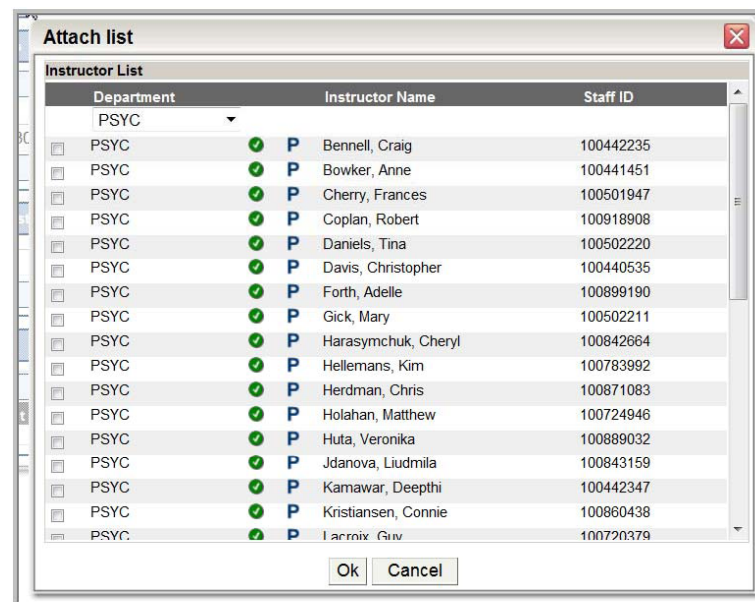 Attach list
Instructor List
Department Instructor Name Staff ID
PSYC
PSYC P Bennell, Craig 100442235
PSYC P Bowker, Anne 100441451
PSYC P Cherry, Frances 100501947
PSYC P Coplan, Robert 100918908
PSYC P Daniels, Tina 100502220
PSYC P Davis, Christopher 100440535
PSYC P Forth, Adelle 100899190
PSYC P Gick, Mary 100502211
PSYC P Harasymchuk, Cheryl 100842664
PSYC P Hellemans, Kim 100783992
PSYC P Herdman, Chris 100871083
PSYC P Holahan, Matthew 100724946
PSYC P Huta, Veronika 100889032
PSYC P Jdanova, Liudmila 100843159
PSYC P Kamawar, Deepthi 100442347
PSYC P Kristiansen, Connie 100860438
PSYC P Lacroix, Guy 100720379
Ok Cancel